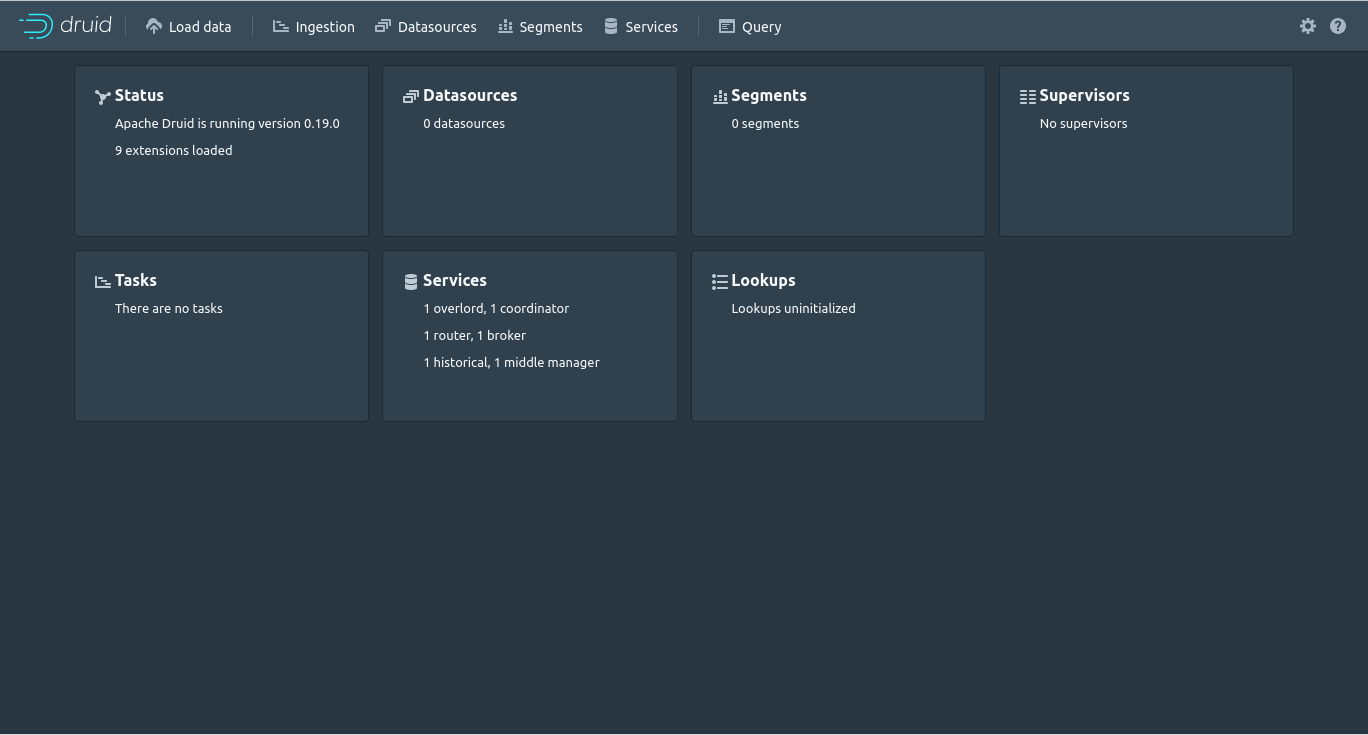 druid Load data Ingestion Datasources Segments Services Query
Status
Apache Druid is running version 0.19.0
9 extensions loaded
Datasources
0 datasources
Segments
0 segments
Supervisors
No supervisors
Tasks
There are no tasks
Services
1 overlord, 1 coordinator
1 router, 1 broker
1 historical, 1 middle manager
Lookups
Lookups uninitialized